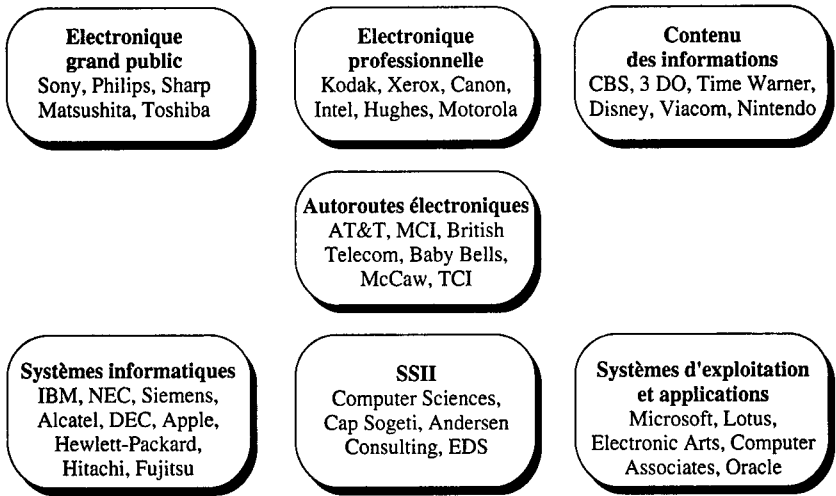 Electronique
grand public
Sony, Philips, Sharp
Matsushita, Toshiba
Electronique
professionnelle
Kodak, Xerox, Canon,
Intel, Hughes, Motorola
Contenu
des informations
CBS, 3 DO, Time Warner,
Disney, Viacom, Nintendo
Autoroutes électroniques
AT&T, MCI, British
Telecom, Baby Bells,
McCaw, TCI
Systèmes informatiques
IBM, NEC, Siemens,
Alcatel, DEC, Apple,
Hewlett-Packard,
Hitachi, Fujitsu
SSII
Computer Sciences,
Cap Sogeti, Andersen
Consulting, EDS
Systèmes d'exploitation
et applications
Microsoft, Lotus,
Electronic Arts, Computer
Associates, Oracle